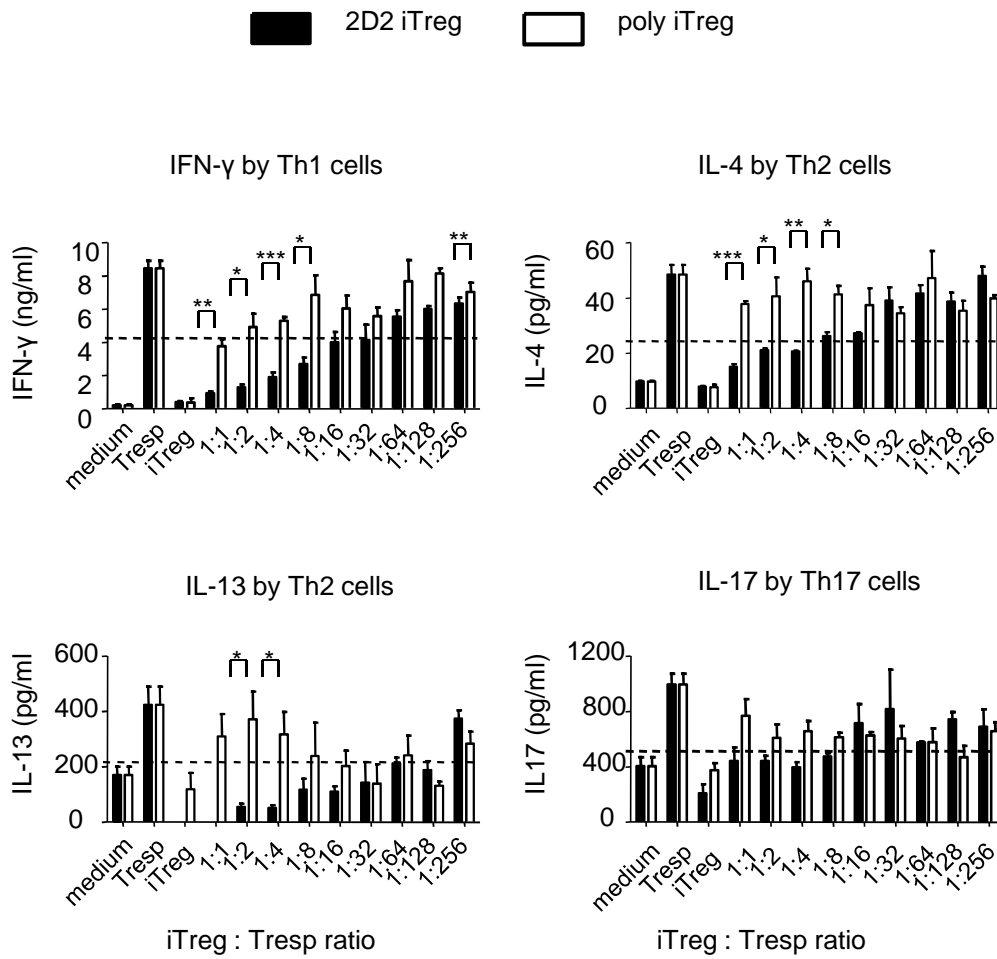 2D2 iTreg
poly iTreg
IFN-γ by Th1 cells
IFN-γ (ng/ml)
10
8
6
4
2
0
**
*
***
*
**
medium
Tresp
iTreg
1:1
1:2
1:4
1:8
1:16
1:32
1:64
1:128
1:256
IL-4 by Th2 cells
IL-4 (pg/ml)
60
40
20
0
***
*
**
*
medium
Tresp
iTreg
1:1
1:2
1:4
1:8
1:16
1:32
1:64
1:128
1:256
IL-13 by Th2 cells
IL-13 (pg/ml)
600
400
200
0
*
*
medium
Tresp
iTreg
1:1
1:2
1:4
1:8
1:16
1:32
1:64
1:128
1:256
iTreg : Tresp ratio
IL-17 by Th17 cells
IL17 (pg/ml)
1200
800
400
0
medium
Tresp
iTreg
1:1
1:2
1:4
1:8
1:16
1:32
1:64
1:128
1:256
iTreg : Tresp ratio